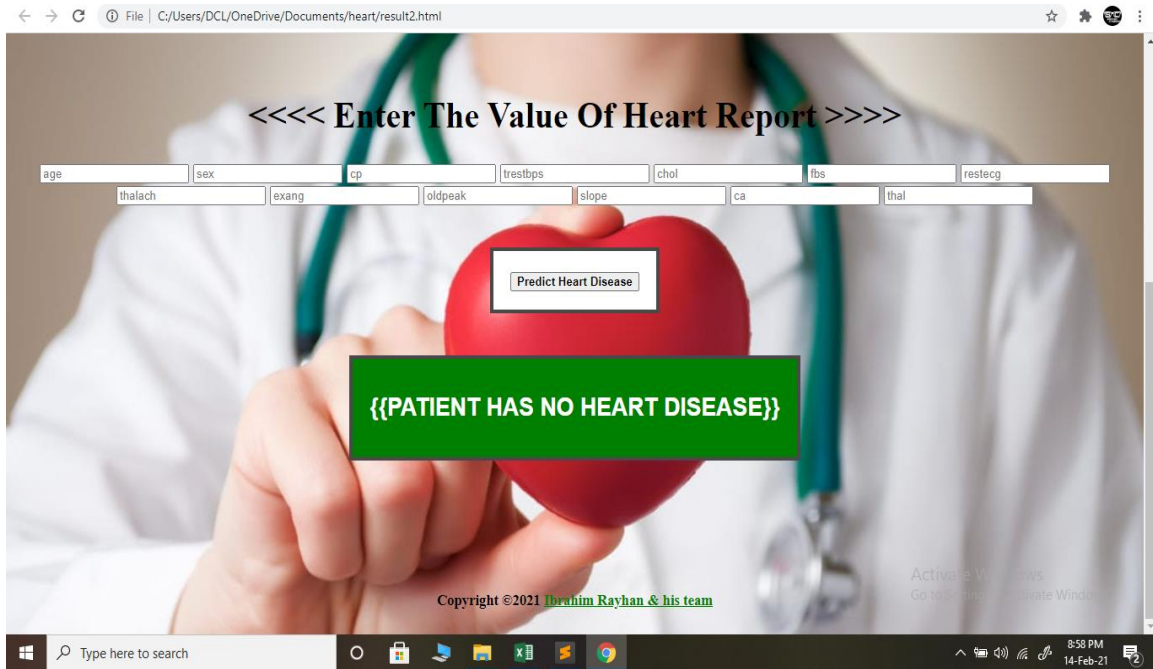 File | C:/Users/DCL/OneDrive/Documents/heart/result2.html
<<<< Enter The Value Of Heart Report >>>>
age sex cp trestbps chol fbs restecg
thalach exang oldpeak slope ca thal
Predict Heart Disease
{{PATIENT HAS NO HEART DISEASE}}
Activate
Copyright ©2021 Ibrahim Rayhan & his team
Type here to search
8:58 PM
14-Feb-21